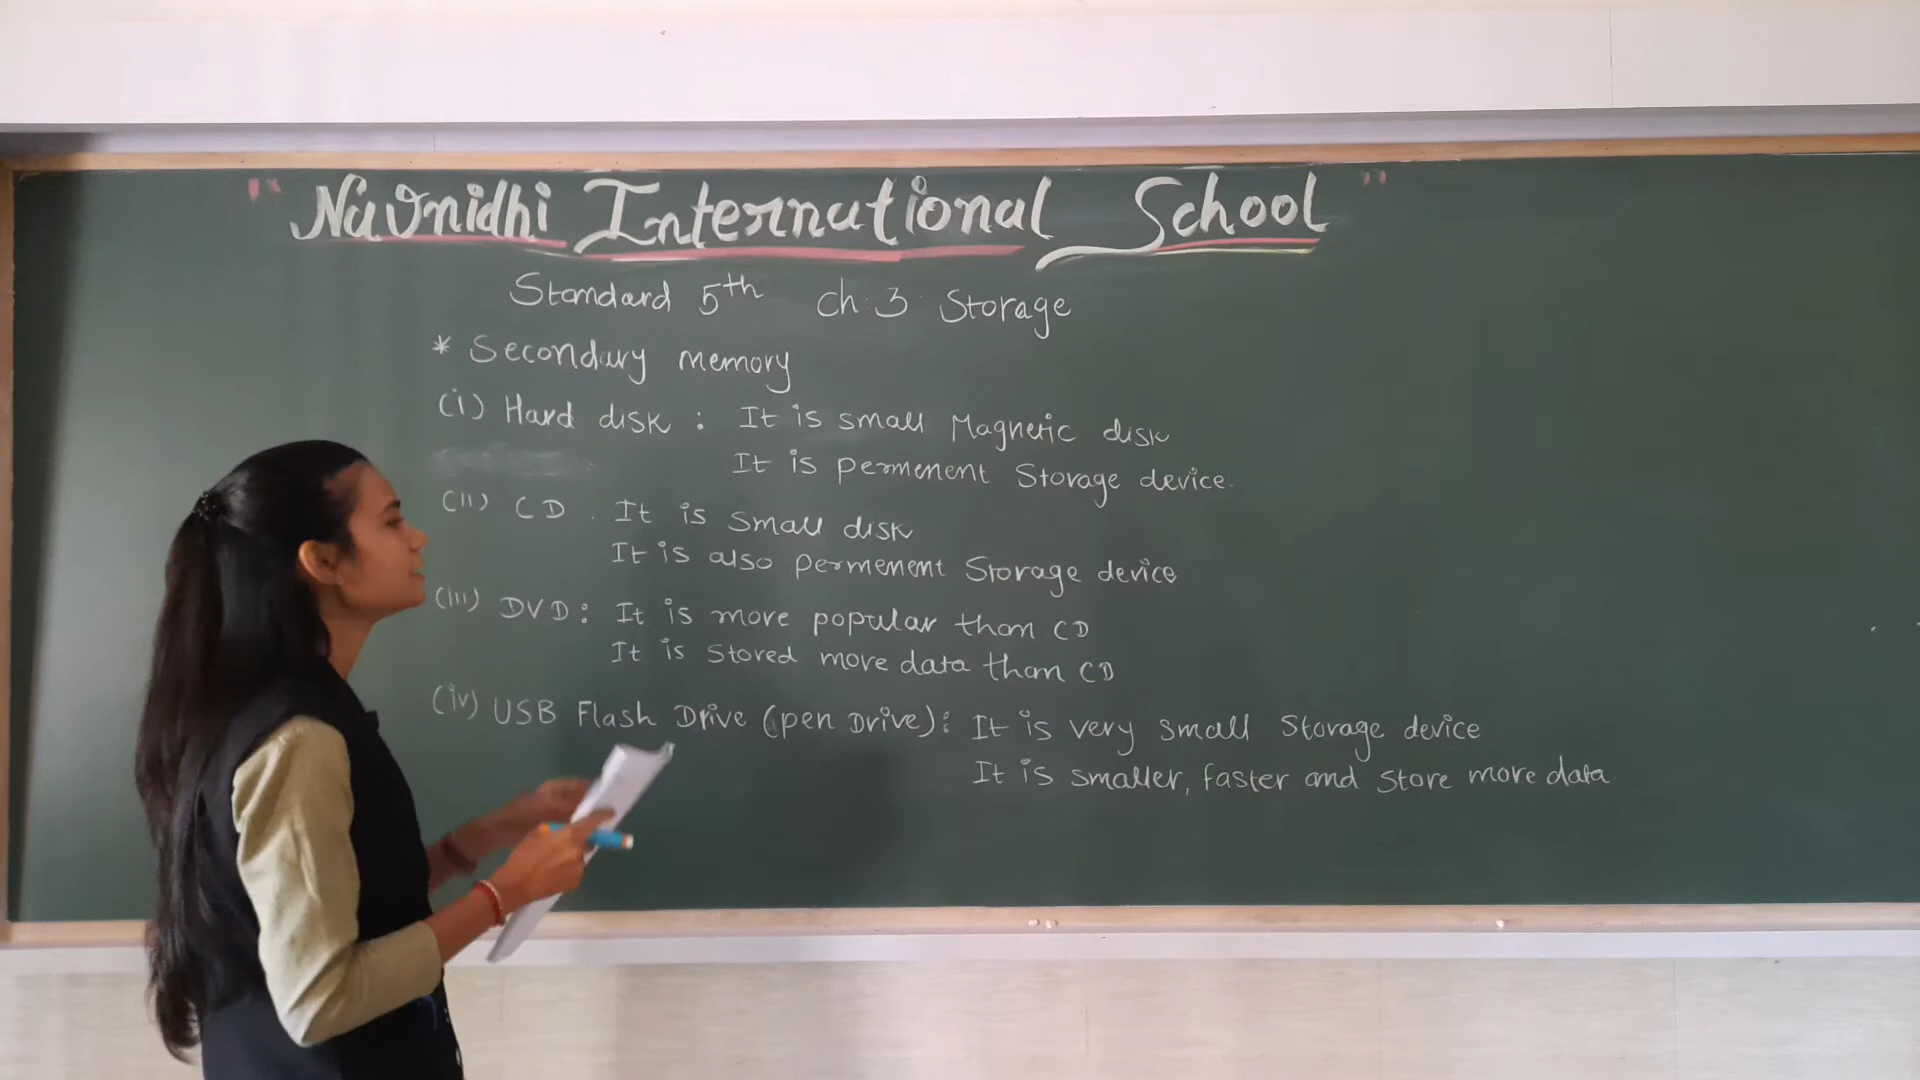 "Navnidhi International School"
Standard 5th Ch 3 Storage
* Secondary memory
(i) Hard disk : It is small Magnetic disk
It is permenent Storage device.
(ii) CD . It is small disk
It is also permenent Storage device
(iii) DVD : It is more popular than CD
It is stored more data than CD
(iv) USB Flash Drive (pen Drive) : It is very small Storage device
It is smaller, faster and store more data